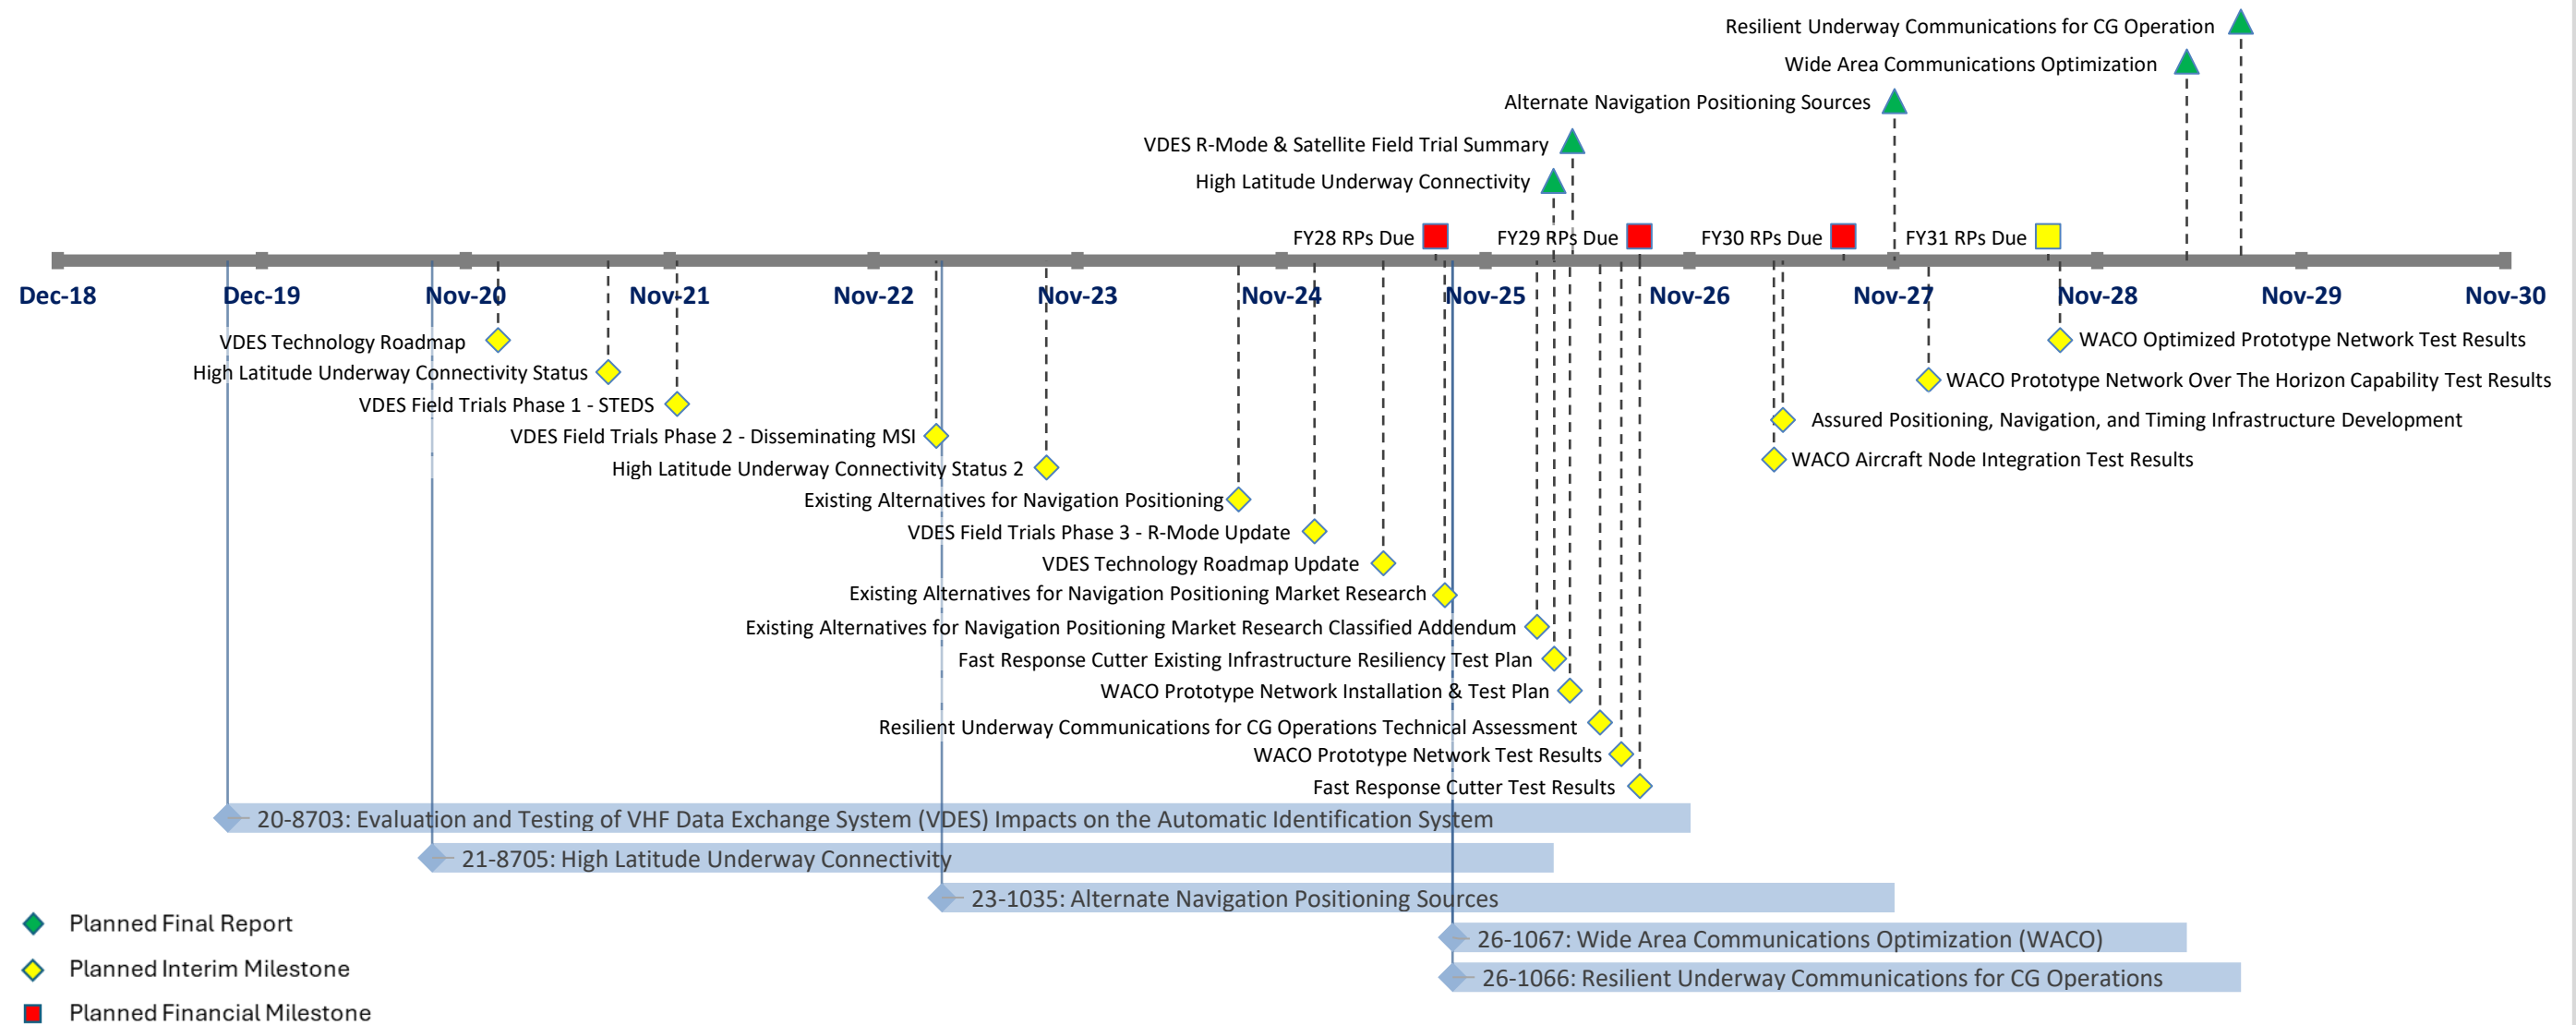 Resilient Underway Communications for CG Operation
Wide Area Communications Optimization
Alternate Navigation Positioning Sources
VDES R-Mode & Satellite Field Trial Summary
High Latitude Underway Connectivity
FY28 RPs Due
FY29 RPs Due
FY30 RPs Due
FY31 RPs Due
Dec-18
Dec-19
Nov-20
Nov-21
Nov-22
Nov-23
Nov-24
Nov-25
Nov-26
Nov-27
Nov-28
Nov-29
Nov-30
VDES Technology Roadmap
WACO Optimized Prototype Network Test Results
High Latitude Underway Connectivity Status
WACO Prototype Network Over The Horizon Capability Test Results
VDES Field Trials Phase 1 - STEDS
Assured Positioning, Navigation, and Timing Infrastructure Development
VDES Field Trials Phase 2 - Disseminating MSI
WACO Aircraft Node Integration Test Results
High Latitude Underway Connectivity Status 2
Existing Alternatives for Navigation Positioning
VDES Field Trials Phase 3 - R-Mode Update
VDES Technology Roadmap Update
Existing Alternatives for Navigation Positioning Market Research
Existing Alternatives for Navigation Positioning Market Research Classified Addendum
Fast Response Cutter Existing Infrastructure Resiliency Test Plan
WACO Prototype Network Installation & Test Plan
Resilient Underway Communications for CG Operations Technical Assessment
WACO Prototype Network Test Results
Fast Response Cutter Test Results
20-8703: Evaluation and Testing of VHF Data Exchange System (VDES) Impacts on the Automatic Identification System
21-8705: High Latitude Underway Connectivity
23-1035: Alternate Navigation Positioning Sources
26-1067: Wide Area Communications Optimization (WACO)
26-1066: Resilient Underway Communications for CG Operations
Planned Final Report
Planned Interim Milestone
Planned Financial Milestone